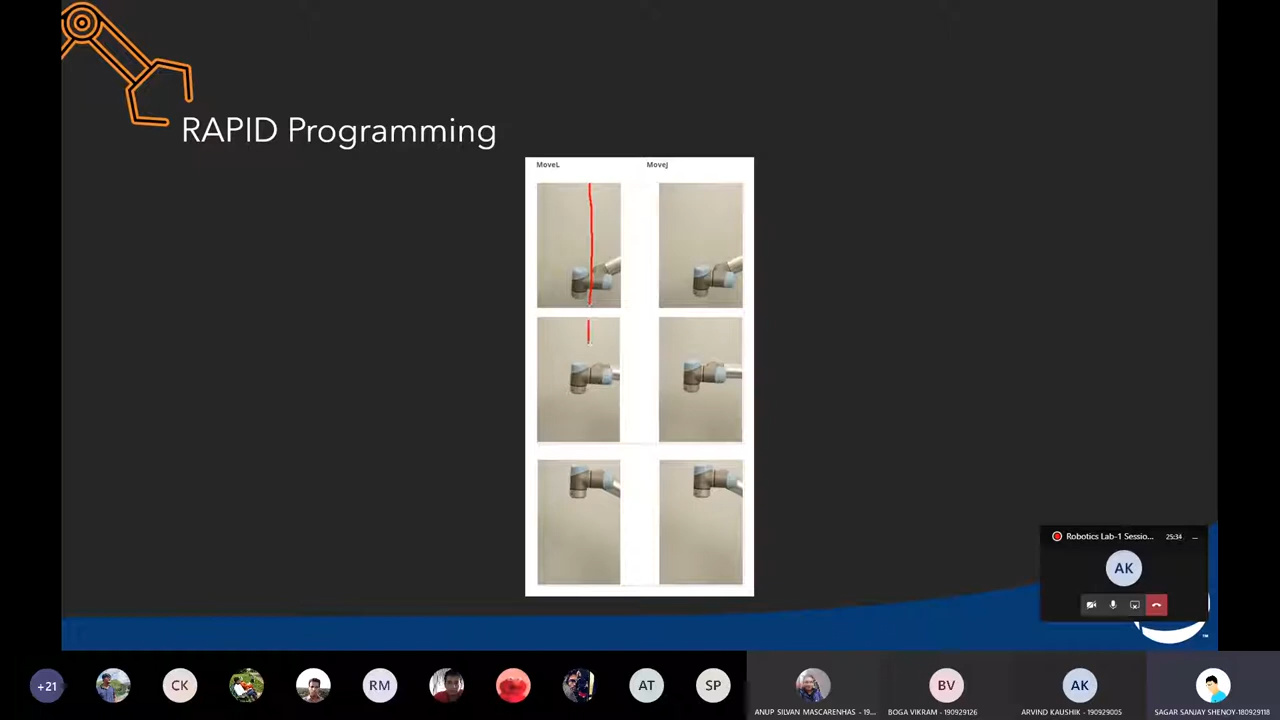 RAPID Programming
MoveL
MoveJ
Robotics Lab-1 Sessio...
25:34
AK
TM
+21
CK
RM
AT
SP
BV
AK
ANUP SILVAN MASCARENHAS - 19...
BOGA VIKRAM - 190929126
ARVIND KAUSHIK - 190929005
SAGAR SANJAY SHENOY-180929118